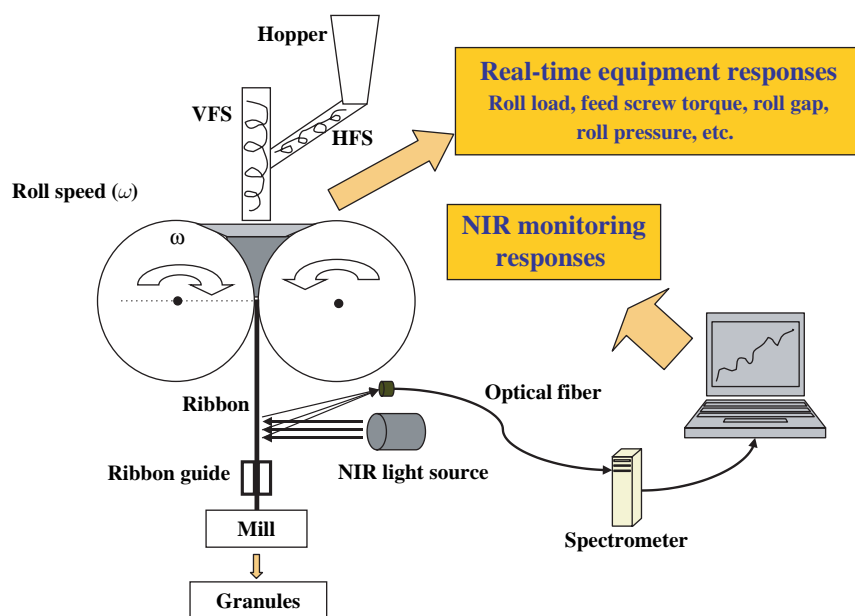 Hopper
Real-time equipment responses
Roll load, feed screw torque, roll gap,
roll pressure, etc.
VFS
HFS
Roll speed (ω)
NIR monitoring
responses
ω
Ribbon
Optical fiber
Ribbon guide
NIR light source
Mill
Spectrometer
Granules